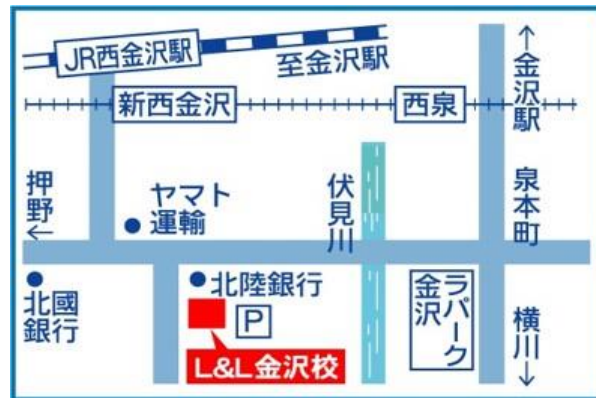 JR西金沢駅
至金沢駅
新西金沢
西泉
↑金沢駅
泉本町
横川↓
押野
←
ヤマト
運輸
伏見川
北陸銀行
P
北國
銀行
ラパーク
金沢
L&L金沢校